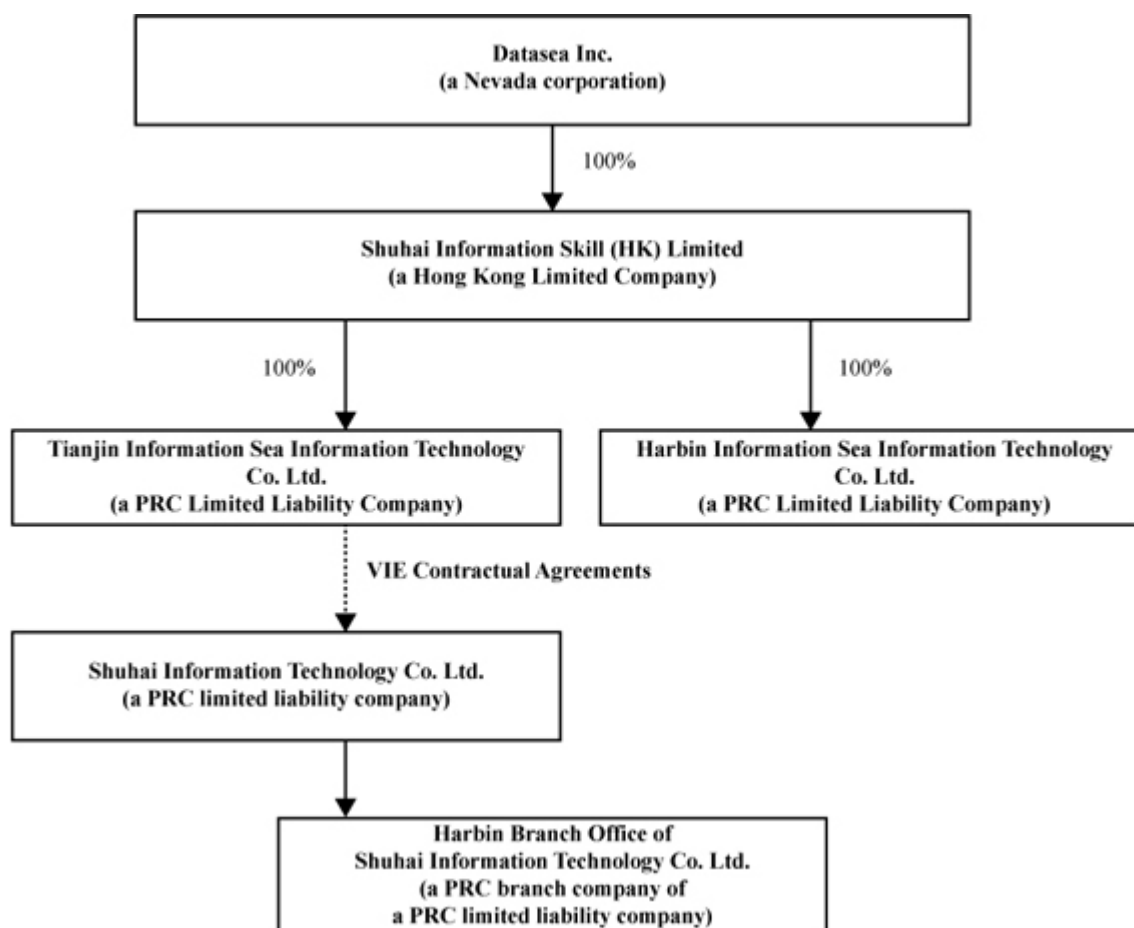 Datasea Inc.
(a Nevada corporation)
100%
Shuhai Information Skill (HK) Limited
(a Hong Kong Limited Company)
100%
100%
Tianjin Information Sea Information Technology
Co. Ltd.
(a PRC Limited Liability Company)
Harbin Information Sea Information Technology
Co. Ltd.
(a PRC Limited Liability Company)
VIE Contractual Agreements
Shuhai Information Technology Co. Ltd.
(a PRC limited liability company)
Harbin Branch Office of
Shuhai Information Technology Co. Ltd.
(a PRC branch company of
a PRC limited liability company)